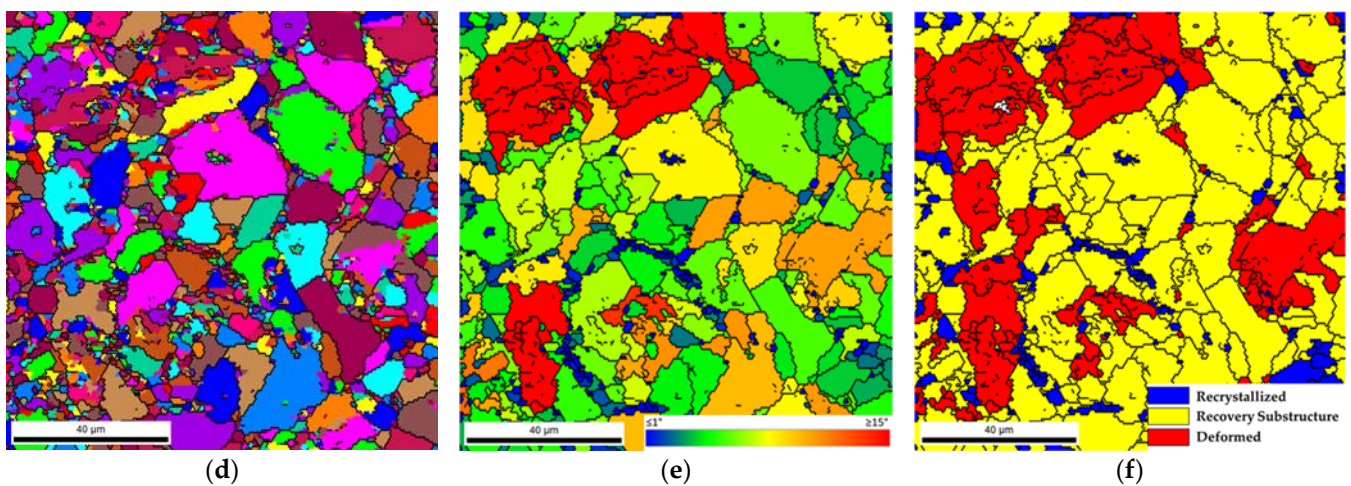 ≤1° ≥15°
Recrystallized
Recovery Substructure
Deformed
40 μm 40 μm 40 μm
(d) (e) (f)